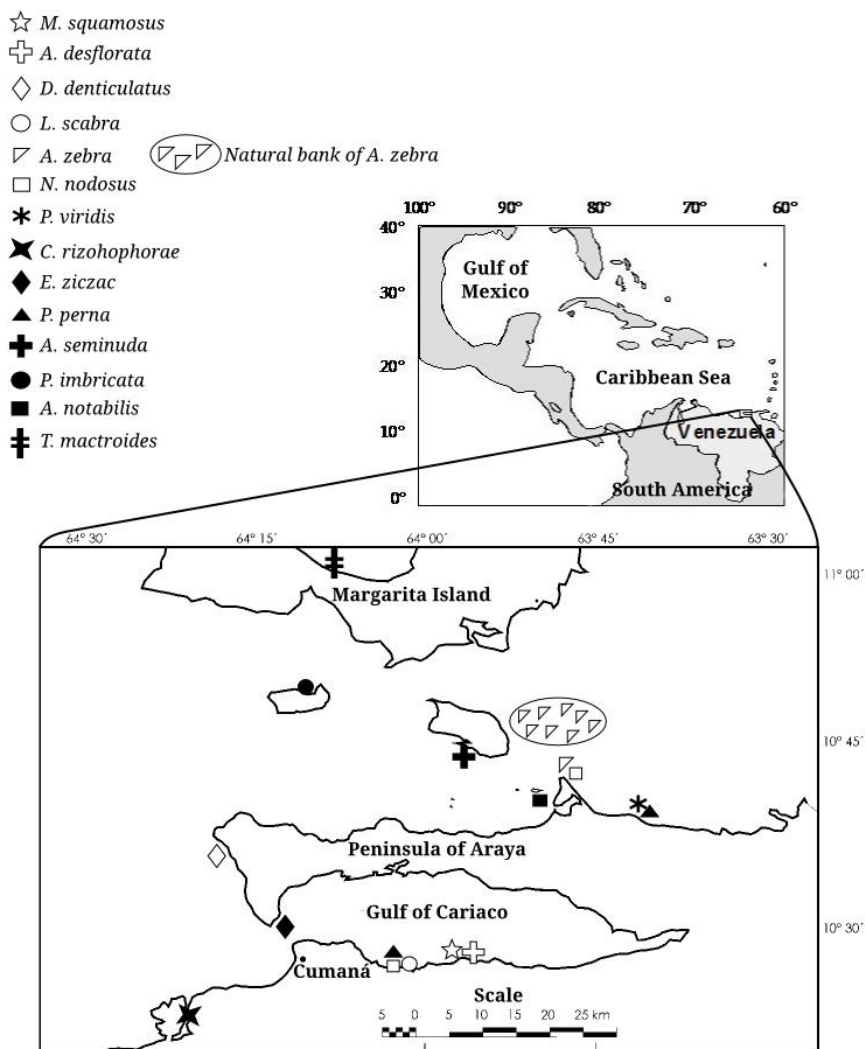 M. squamosus
A. desflorata
D. denticulatus
L. scabra
A. zebra
Natural bank of A. zebra
N. nodosus
P. viridis
C. rizohophorae
E. ziczac
P. perna
A. seminuda
P. imbricata
A. notabilis
T. mactroides
100° 90° 80° 70° 60°
40°
30°
20°
10°
0°
Gulf of
Mexico
Caribbean Sea
Venezuela
South America
64° 30´ 64° 15´ 64° 00´ 63° 45´ 63° 30´
11° 00´
10° 45´
10° 30´
Margarita Island
Peninsula of Araya
Gulf of Cariaco
Cumaná
Scale
5 0 5 10 15 20 25 km